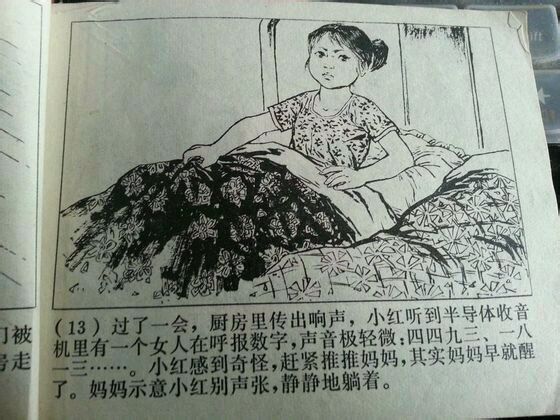 (13)过了一会，厨房里传出响声，小红听到半导体收音
机里有一个女人在呼报数字，声音极轻微：四四九三、一八
一三……。小红感到奇怪，赶紧推推妈妈，其实妈妈早就醒
了。妈妈示意小红别声张，静静地躺着。
们被
走